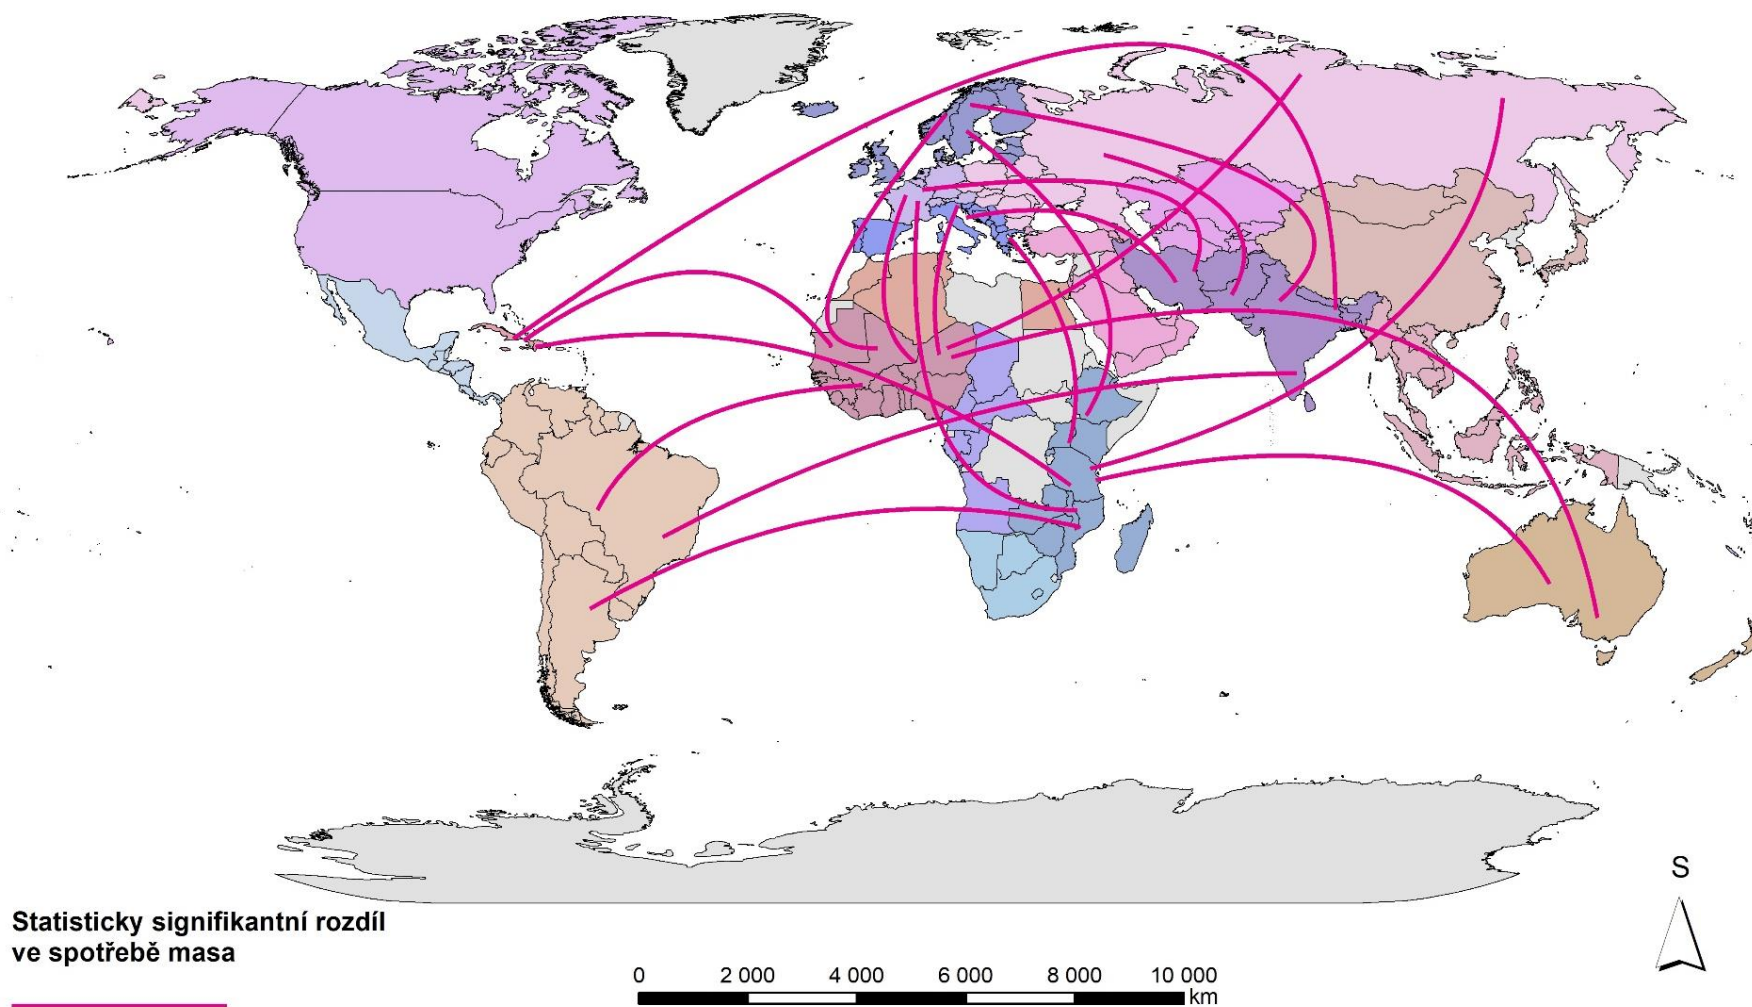 S
Statisticky signifikantní rozdíl
ve spotřebě masa
0 2 000 4 000 6 000 8 000 10 000
km